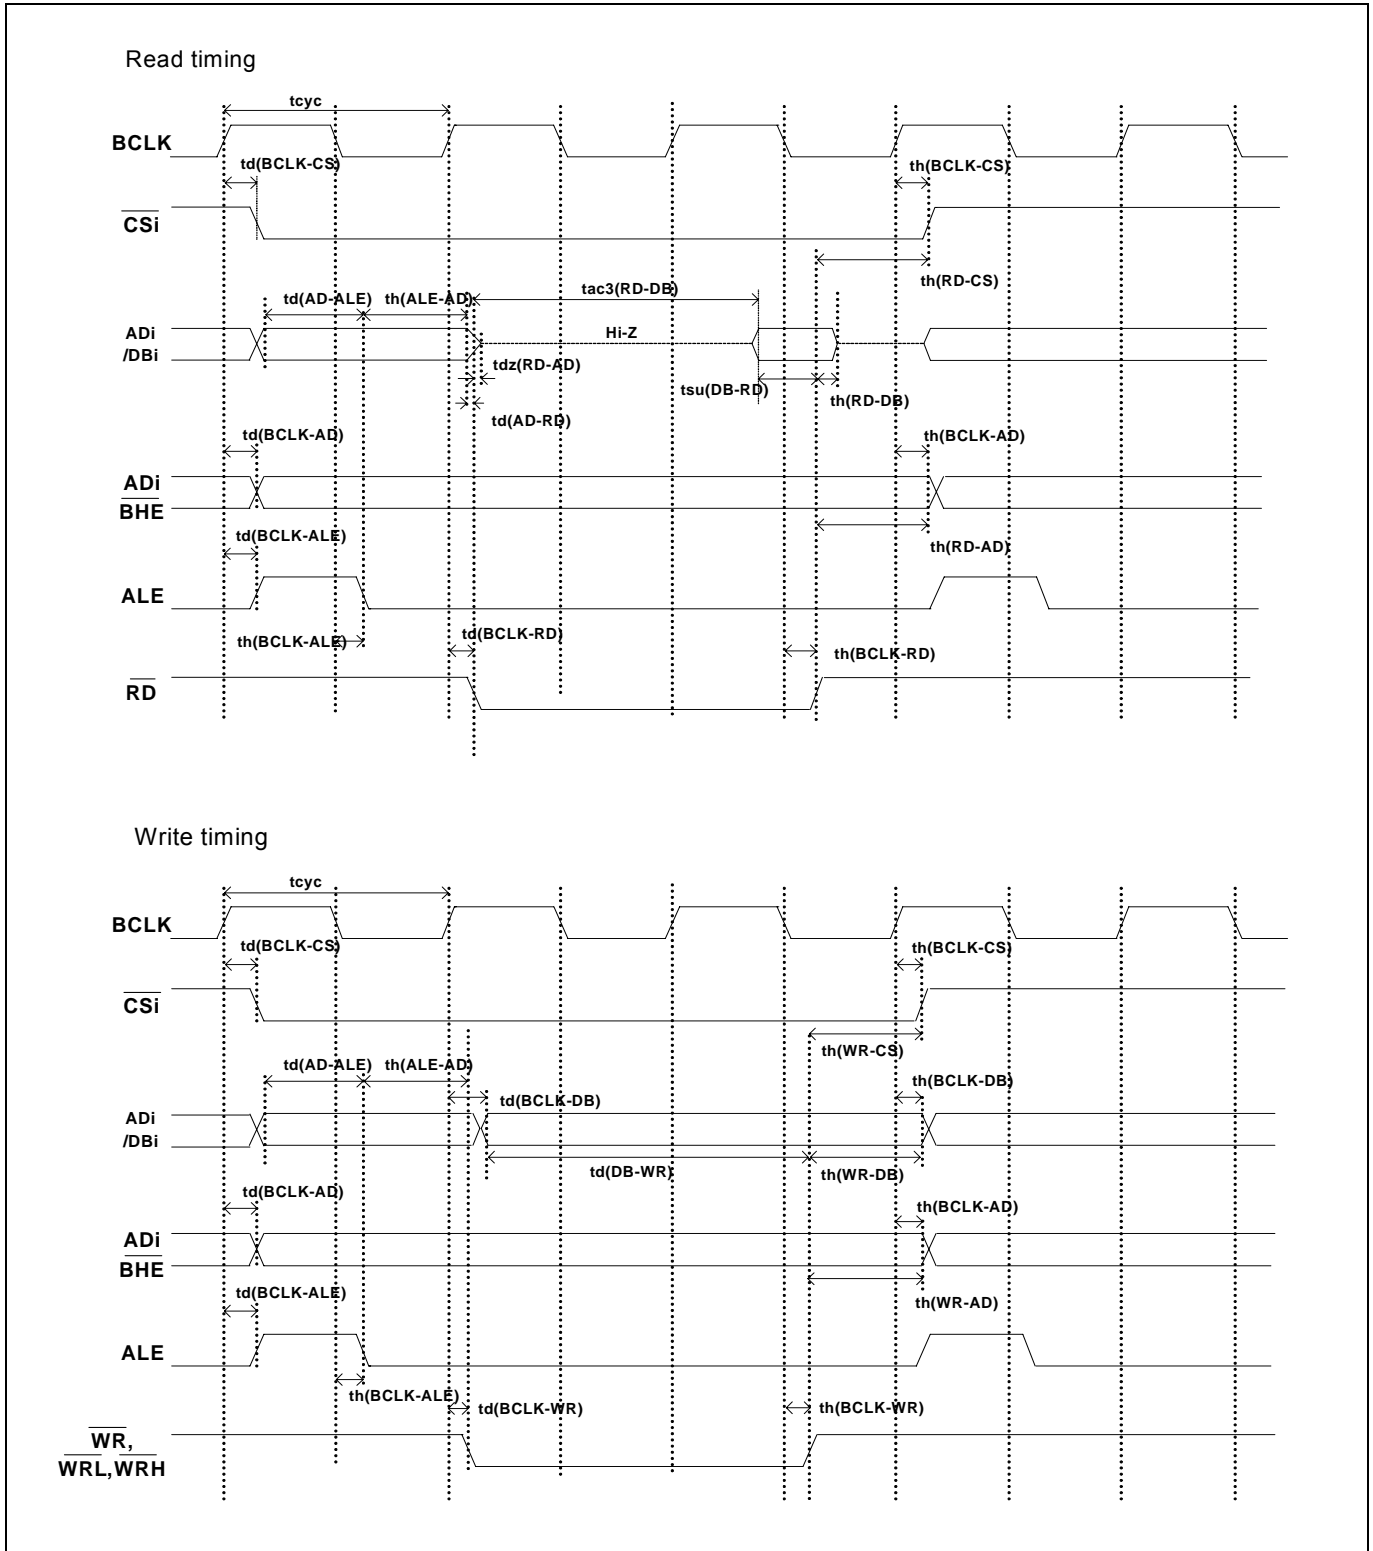 Read timing
tcyc
BCLK
td(BCLK-CS)
th(BCLK-CS)
CSi
th(RD-CS)
td(AD-ALE) th(ALE-AD) tac3(RD-DB)
ADi
/DBi
Hi-Z
tdz(RD-AD)
tsu(DB-RD)
th(RD-DB)
td(AD-RD)
td(BCLK-AD)
th(BCLK-AD)
ADi
BHE
td(BCLK-ALE)
th(RD-AD)
ALE
th(BCLK-ALE)
td(BCLK-RD)
th(BCLK-RD)
RD
Write timing
tcyc
BCLK
td(BCLK-CS)
th(BCLK-CS)
CSi
th(WR-CS)
td(AD-ALE) th(ALE-AD)
th(BCLK-DB)
td(BCLK-DB)
ADi
/DBi
td(DB-WR)
th(WR-DB)
td(BCLK-AD)
th(BCLK-AD)
ADi
BHE
td(BCLK-ALE)
th(WR-AD)
ALE
th(BCLK-ALE)
td(BCLK-WR)
th(BCLK-WR)
WR,
WRL,WRH